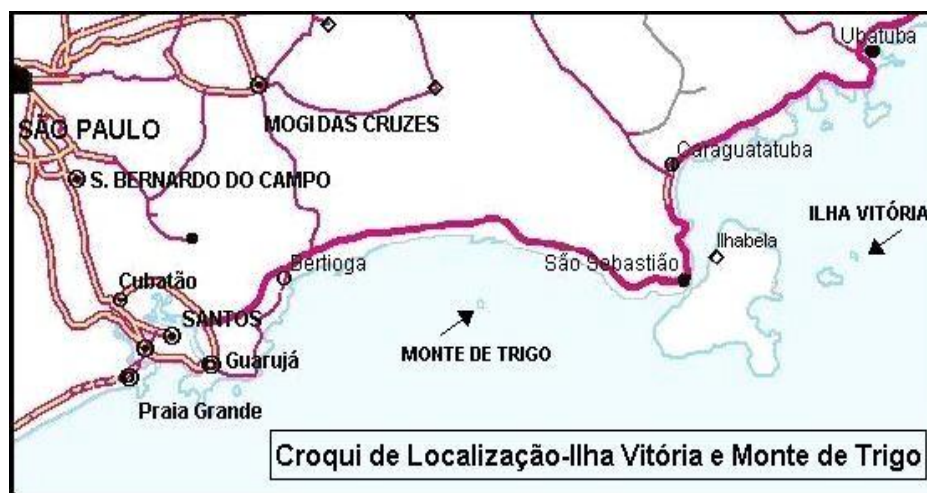 Ubatuba
SÃO PAULO
MOGI DAS CRUZES
Caraguatatuba
S. BERNARDO DO CAMPO
ILHA VITÓRIA
Ilhabela
Bertioga
São Sebastião
Cubatão
SANTOS
MONTE DE TRIGO
Guarujá
Praia Grande
Croqui de Localização-Ilha Vitória e Monte de Trigo